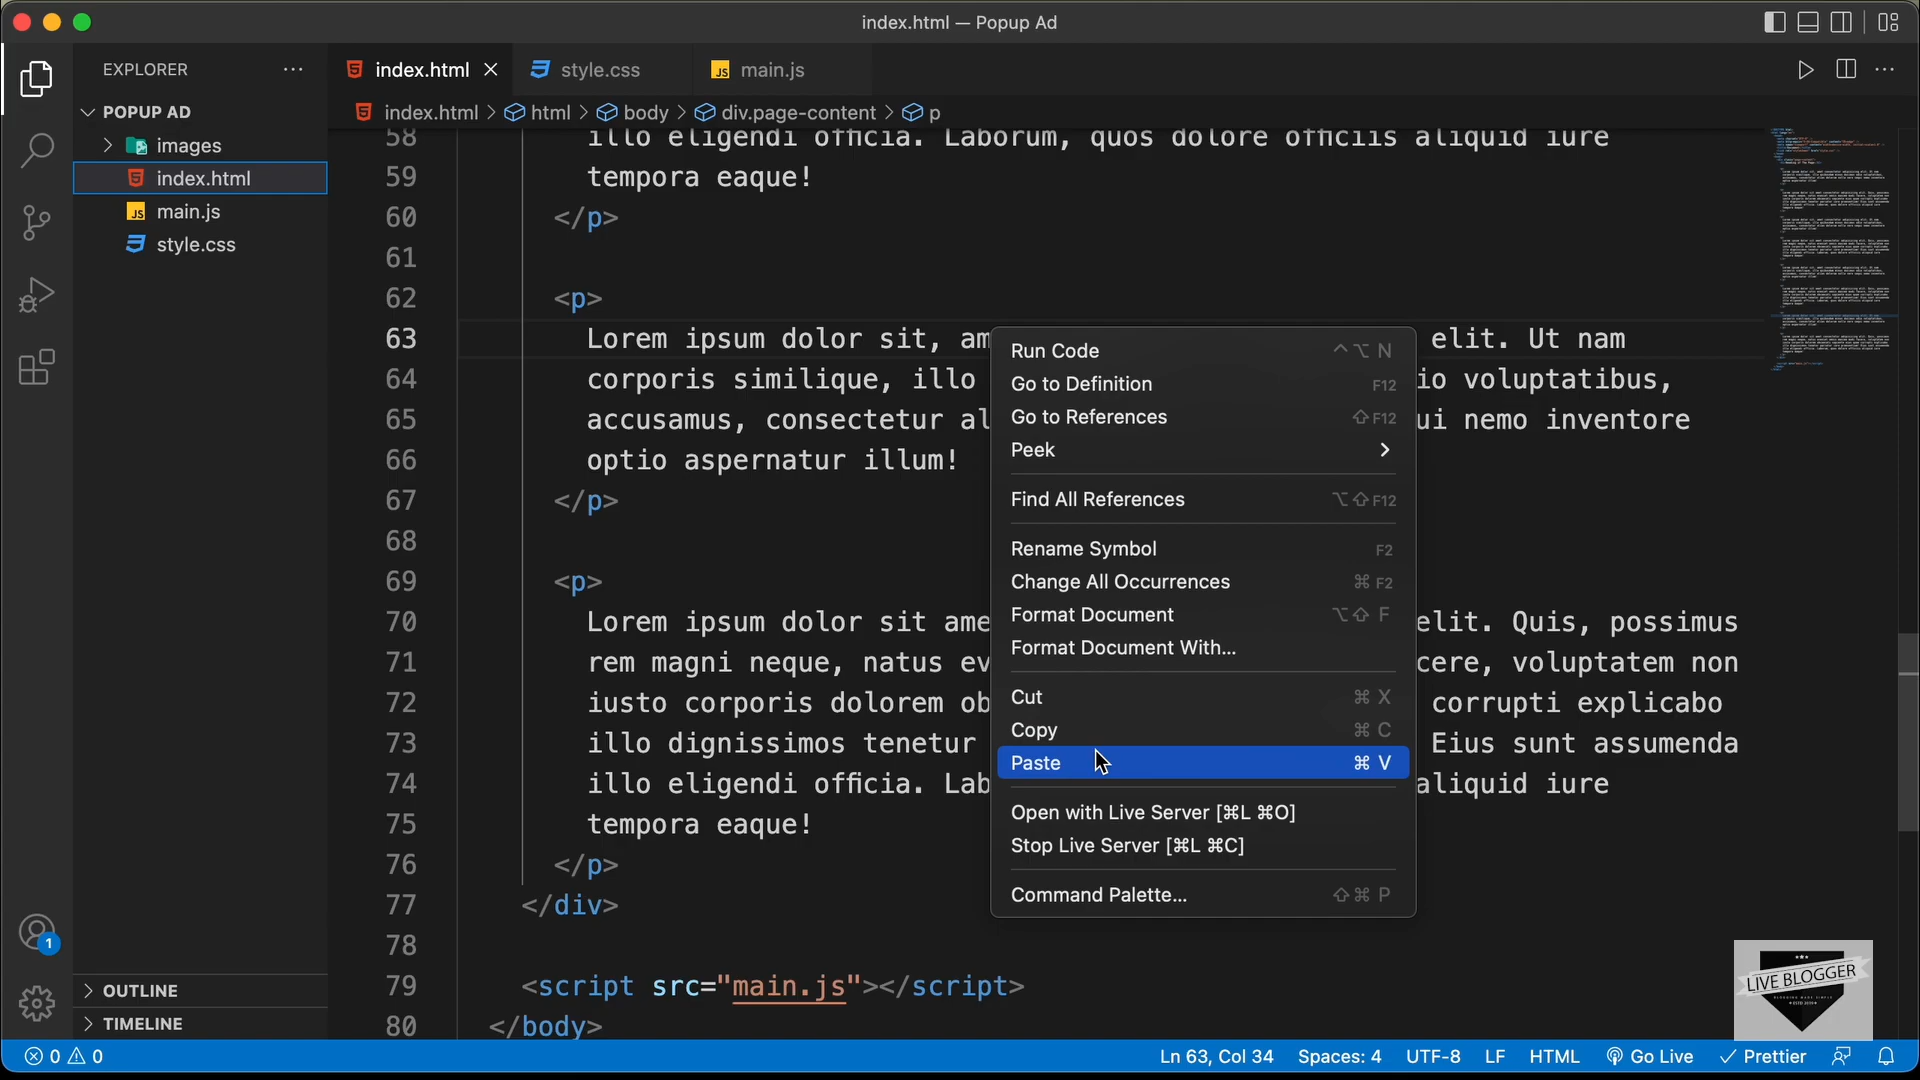 index.html — Popup Ad
EXPLORER
index.html
style.css
JS main.js
POPUP AD
images
index.html
JS main.js
style.css
index.html > html > body > div.page-content > p
58 illo eligendi officia. Laborum, quos dolore officiis aliquid iure
59 tempora eaque!
60 </p>
61
62 <p>
63 Lorem ipsum dolor sit, am elit. Ut nam
64 corporis similique, illo io voluptatibus,
65 accusamus, consectetur al ui nemo inventore
66 optio aspernatur illum!
67 </p>
68
69 <p>
70 Lorem ipsum dolor sit ame elit. Quis, possimus
71 rem magni neque, natus ev cere, voluptatem non
72 iusto corporis dolorem ob corrupti explicabo
73 illo dignissimos tenetur Eius sunt assumenda
74 illo eligendi officia. Lab aliquid iure
75 tempora eaque!
76 </p>
77 </div>
78
79 <script src="main.js"></script>
80 </body>
Run Code ⌃⌥ N
Go to Definition F12
Go to References ⇧F12
Peek >
Find All References ⌥⇧F12
Rename Symbol F2
Change All Occurrences ⌘ F2
Format Document ⌥⇧ F
Format Document With...
Cut ⌘ X
Copy ⌘ C
Paste ⌘ V
Open with Live Server [⌘L ⌘O]
Stop Live Server [⌘L ⌘C]
Command Palette... ⇧⌘ P
1
OUTLINE
TIMELINE
LIVE BLOGGER
0 0
Ln 63, Col 34 Spaces: 4 UTF-8 LF HTML Go Live Prettier